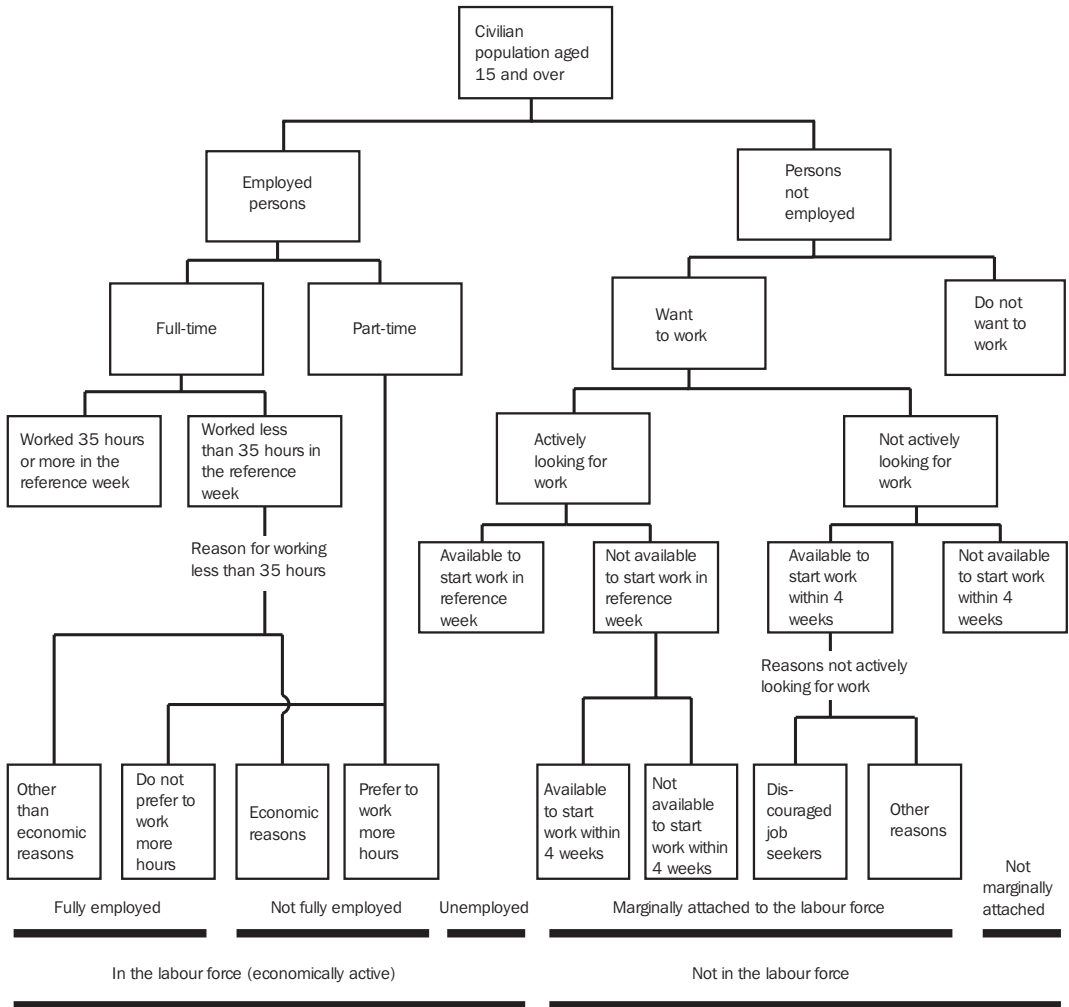 Civilian
population aged
15 and over
Employed
persons
Persons
not
employed
Full-time
Part-time
Want
to work
Do not
want to
work
Worked 35 hours
or more in the
reference week
Worked less
than 35 hours in
the reference
week
Actively
looking for
work
Not actively
looking for
work
Reason for working
less than 35 hours
Available to
start work in
reference
week
Not available
to start work in
reference
week
Available to
start work
within 4
weeks
Not available
to start work
within 4
weeks
Reasons not actively
looking for work
Other
than
economic
reasons
Do not
prefer to
work
more
hours
Economic
reasons
Prefer to
work
more
hours
Available
to start
work within
4 weeks
Not
available
to start
work within
4 weeks
Dis-
couraged
job
seekers
Other
reasons
Fully employed
Not fully employed
Unemployed
Marginally attached to the labour force
Not
marginally
attached
In the labour force (economically active)
Not in the labour force